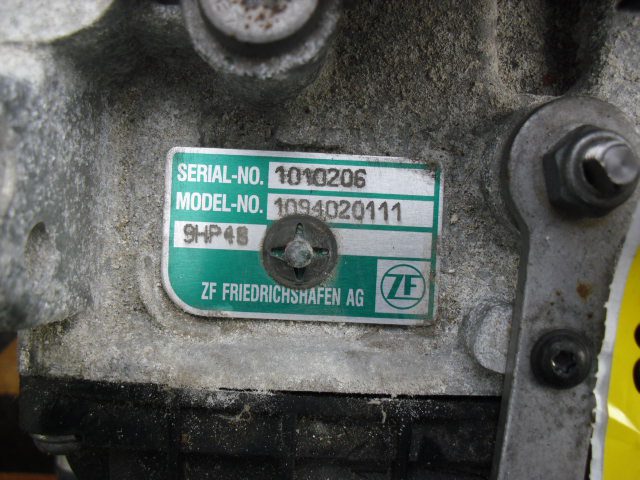 SERIAL-NO. 1010206
MODEL-NO. 1094020111
9HP48
ZF FRIEDRICHSHAFEN AG ZF